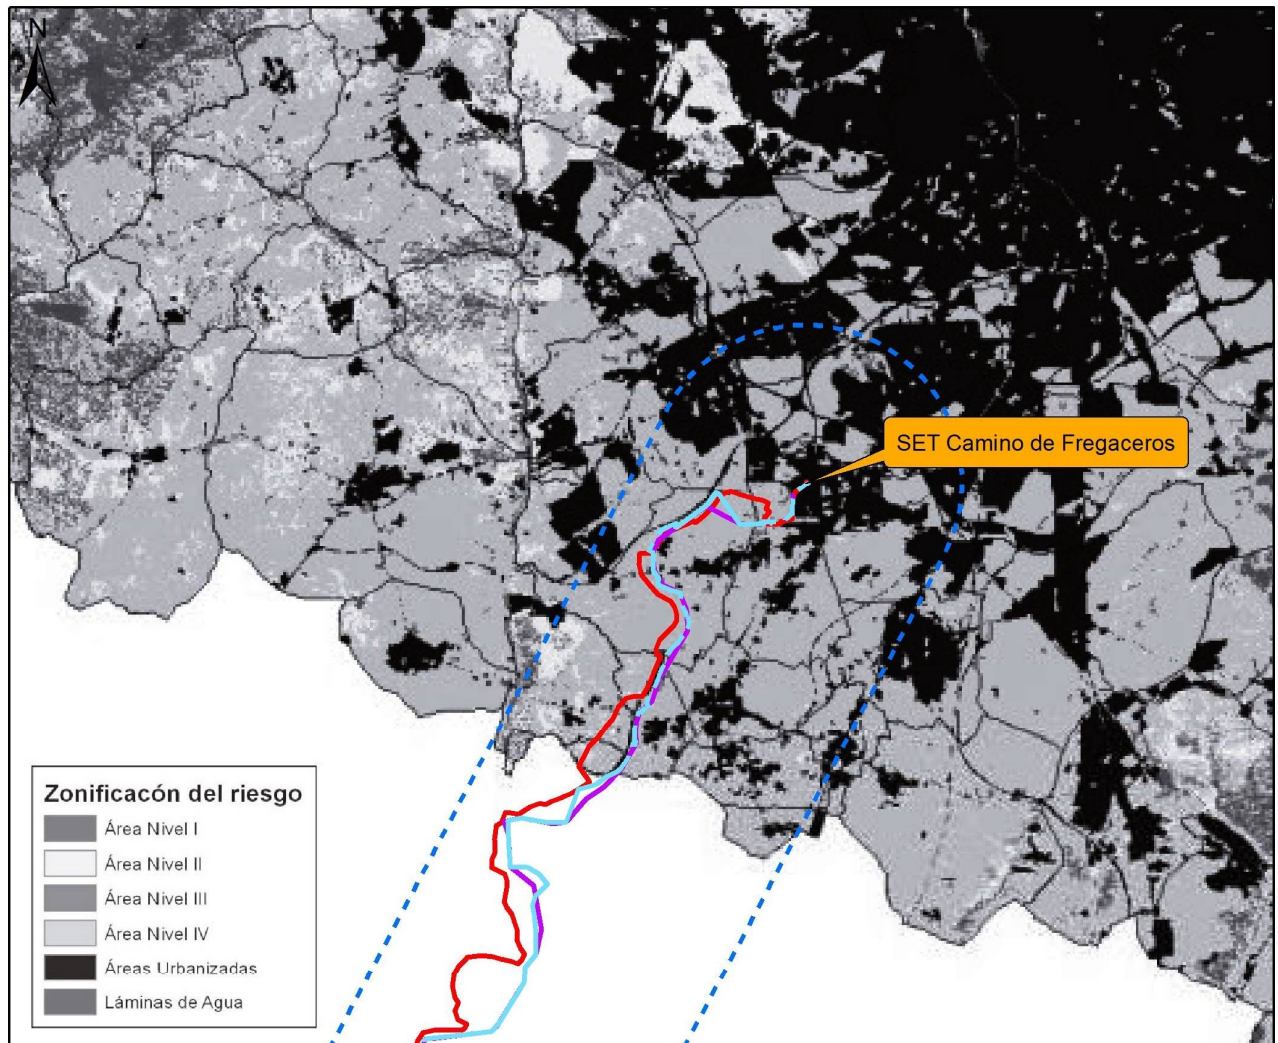 N
SET Camino de Fregaceros
Zonificacón del riesgo
Área Nivel I
Área Nivel II
Área Nivel III
Área Nivel IV
Áreas Urbanizadas
Láminas de Agua